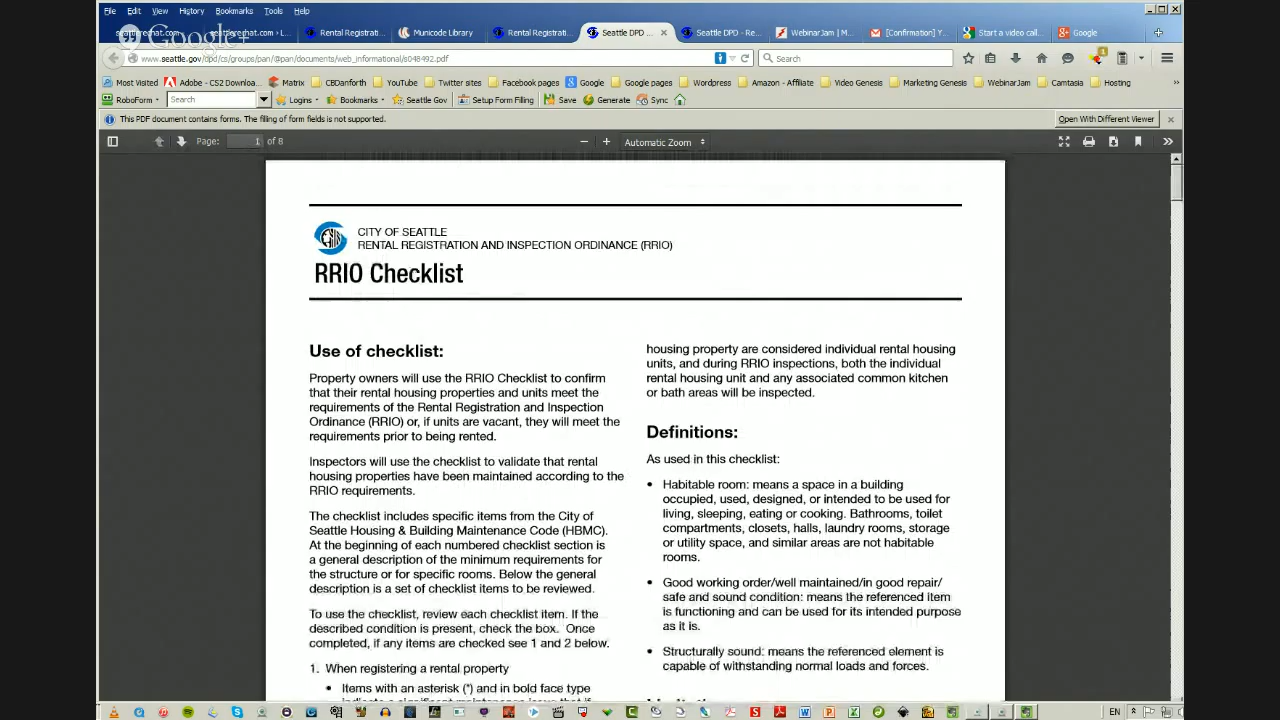 File Edit View History Bookmarks Tools Help
Google+
seattlerechat.com seattlerechat.com › L... Rental Registrati... Municode Library Rental Registrati... Seattle DPD ... × Seattle DPD - Re... WebinarJam | M... [Confirmation] Y... Start a video call... Google
www.seattle.gov/dpd/cs/groups/pan/@pan/documents/web_informational/s048492.pdf Search 1
Most Visited Adobe - CS2 Downloa... Matrix CBDanforth YouTube Twitter sites Facebook pages Google Google pages Wordpress Amazon - Affiliate Video Genesis Marketing Genesis WebinarJam Camtasia Hosting
RoboForm Search Logins Bookmarks Seattle Gov Setup Form Filling Save Generate Sync
This PDF document contains forms. The filling of form fields is not supported. Open With Different Viewer
Page: 1 of 8 Automatic Zoom
CITY OF SEATTLE
RENTAL REGISTRATION AND INSPECTION ORDINANCE (RRIO)
RRIO Checklist
Use of checklist:
Property owners will use the RRIO Checklist to confirm
that their rental housing properties and units meet the
requirements of the Rental Registration and Inspection
Ordinance (RRIO) or, if units are vacant, they will meet the
requirements prior to being rented.
Inspectors will use the checklist to validate that rental
housing properties have been maintained according to the
RRIO requirements.
The checklist includes specific items from the City of
Seattle Housing & Building Maintenance Code (HBMC).
At the beginning of each numbered checklist section is
a general description of the minimum requirements for
the structure or for specific rooms. Below the general
description is a set of checklist items to be reviewed.
To use the checklist, review each checklist item. If the
described condition is present, check the box. Once
completed, if any items are checked see 1 and 2 below.
1. When registering a rental property
• Items with an asterisk (*) and in bold face type
housing property are considered individual rental housing
units, and during RRIO inspections, both the individual
rental housing unit and any associated common kitchen
or bath areas will be inspected.
Definitions:
As used in this checklist:
• Habitable room: means a space in a building
occupied, used, designed, or intended to be used for
living, sleeping, eating or cooking. Bathrooms, toilet
compartments, closets, halls, laundry rooms, storage
or utility space, and similar areas are not habitable
rooms.
• Good working order/well maintained/in good repair/
safe and sound condition: means the referenced item
is functioning and can be used for its intended purpose
as it is.
• Structurally sound: means the referenced element is
capable of withstanding normal loads and forces.
EN